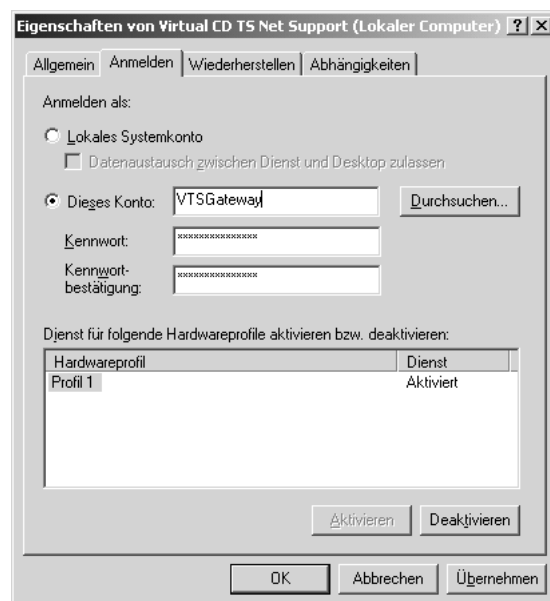 Eigenschaften von Virtual CD TS Net Support (Lokaler Computer)
Allgemein Anmelden Wiederherstellen Abhängigkeiten
Anmelden als:
Lokales Systemkonto
Datenaustausch zwischen Dienst und Desktop zulassen
Dieses Konto: VTSGateway Durchsuchen...
Kennwort: ***************
Kennwort-
bestätigung: ***************
Dienst für folgende Hardwareprofile aktivieren bzw. deaktivieren:
Hardwareprofil Dienst
Profil 1 Aktiviert
Aktivieren Deaktivieren
OK Abbrechen Übernehmen